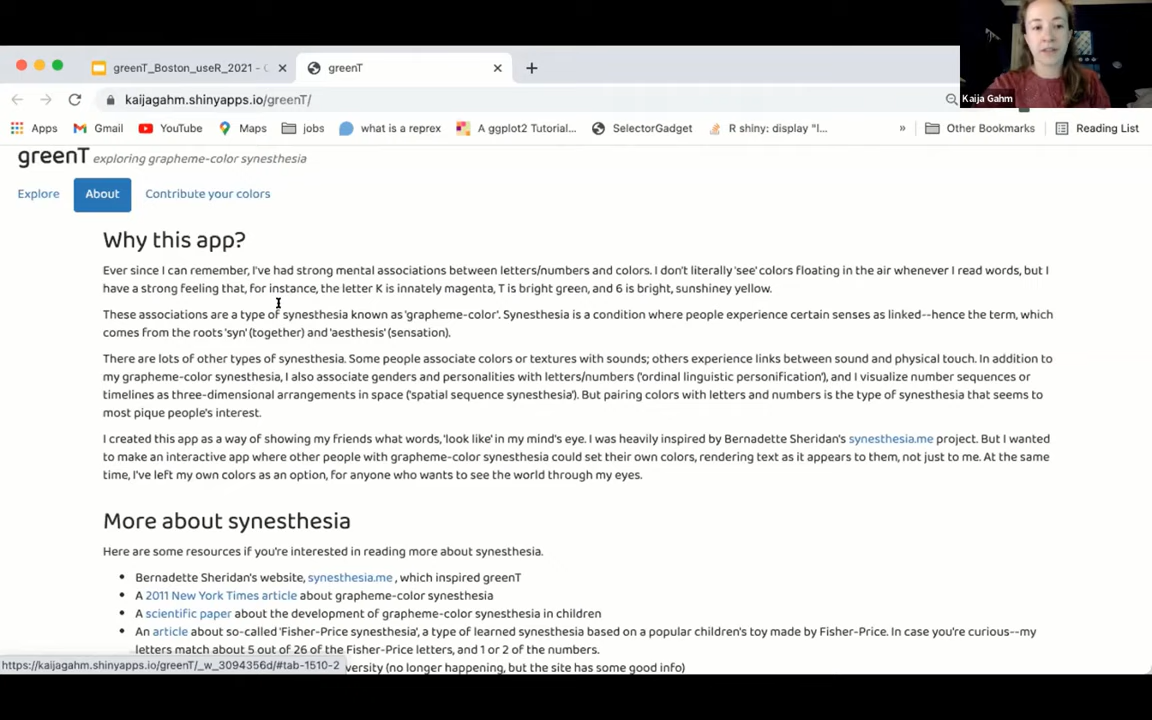 greenT_Boston_useR_2021 -
greenT
kaijagahm.shinyapps.io/greenT/
Kaija Gahm
Apps
Gmail
YouTube
Maps
jobs
what is a reprex
A ggplot2 Tutorial...
SelectorGadget
R shiny: display "I...
»
Other Bookmarks
Reading List
greenT exploring grapheme-color synesthesia
Explore
About
Contribute your colors
Why this app?
Ever since I can remember, I've had strong mental associations between letters/numbers and colors. I don't literally 'see' colors floating in the air whenever I read words, but I
have a strong feeling that, for instance, the letter K is innately magenta, T is bright green, and 6 is bright, sunshiney yellow.
These associations are a type of synesthesia known as 'grapheme-color'. Synesthesia is a condition where people experience certain senses as linked--hence the term, which
comes from the roots 'syn' (together) and 'aesthesis' (sensation).
There are lots of other types of synesthesia. Some people associate colors or textures with sounds; others experience links between sound and physical touch. In addition to
my grapheme-color synesthesia, I also associate genders and personalities with letters/numbers ('ordinal linguistic personification'), and I visualize number sequences or
timelines as three-dimensional arrangements in space ('spatial sequence synesthesia'). But pairing colors with letters and numbers is the type of synesthesia that seems to
most pique people's interest.
I created this app as a way of showing my friends what words, 'look like' in my mind's eye. I was heavily inspired by Bernadette Sheridan's synesthesia.me project. But I wanted
to make an interactive app where other people with grapheme-color synesthesia could set their own colors, rendering text as it appears to them, not just to me. At the same
time, I've left my own colors as an option, for anyone who wants to see the world through my eyes.
More about synesthesia
Here are some resources if you're interested in reading more about synesthesia.
• Bernadette Sheridan's website, synesthesia.me , which inspired greenT
• A 2011 New York Times article about grapheme-color synesthesia
• A scientific paper about the development of grapheme-color synesthesia in children
• An article about so-called 'Fisher-Price synesthesia', a type of learned synesthesia based on a popular children's toy made by Fisher-Price. In case you're curious--my
letters match about 5 out of 26 of the Fisher-Price letters, and 1 or 2 of the numbers.
https://kaijagahm.shinyapps.io/greenT/_w_3094356d/#tab-1510-2
versity (no longer happening, but the site has some good info)